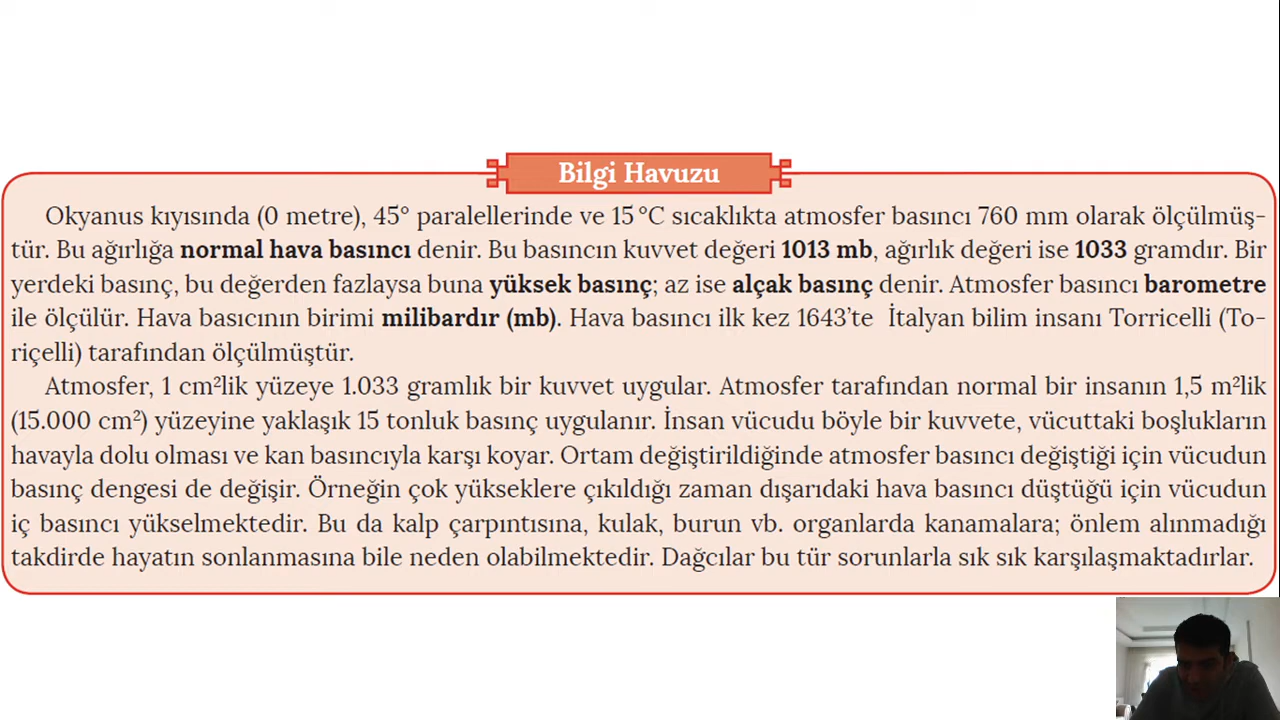 Bilgi Havuzu
Okyanus kıyısında (0 metre), 45° paralellerinde ve 15 °C sıcaklıkta atmosfer basıncı 760 mm olarak ölçülmüş-
tür. Bu ağırlığa normal hava basıncı denir. Bu basıncın kuvvet değeri 1013 mb, ağırlık değeri ise 1033 gramdır. Bir
yerdeki basınç, bu değerden fazlaysa buna yüksek basınç; az ise alçak basınç denir. Atmosfer basıncı barometre
ile ölçülür. Hava basıcının birimi milibardır (mb). Hava basıncı ilk kez 1643’te İtalyan bilim insanı Torricelli (To-
riçelli) tarafından ölçülmüştür.
Atmosfer, 1 cm²lik yüzeye 1.033 gramlık bir kuvvet uygular. Atmosfer tarafından normal bir insanın 1,5 m²lik
(15.000 cm²) yüzeyine yaklaşık 15 tonluk basınç uygulanır. İnsan vücudu böyle bir kuvvete, vücuttaki boşlukların
havayla dolu olması ve kan basıncıyla karşı koyar. Ortam değiştirildiğinde atmosfer basıncı değiştiği için vücudun
basınç dengesi de değişir. Örneğin çok yükseklere çıkıldığı zaman dışarıdaki hava basıncı düştüğü için vücudun
iç basıncı yükselmektedir. Bu da kalp çarpıntısına, kulak, burun vb. organlarda kanamalara; önlem alınmadığı
takdirde hayatın sonlanmasına bile neden olabilmektedir. Dağcılar bu tür sorunlarla sık sık karşılaşmaktadırlar.